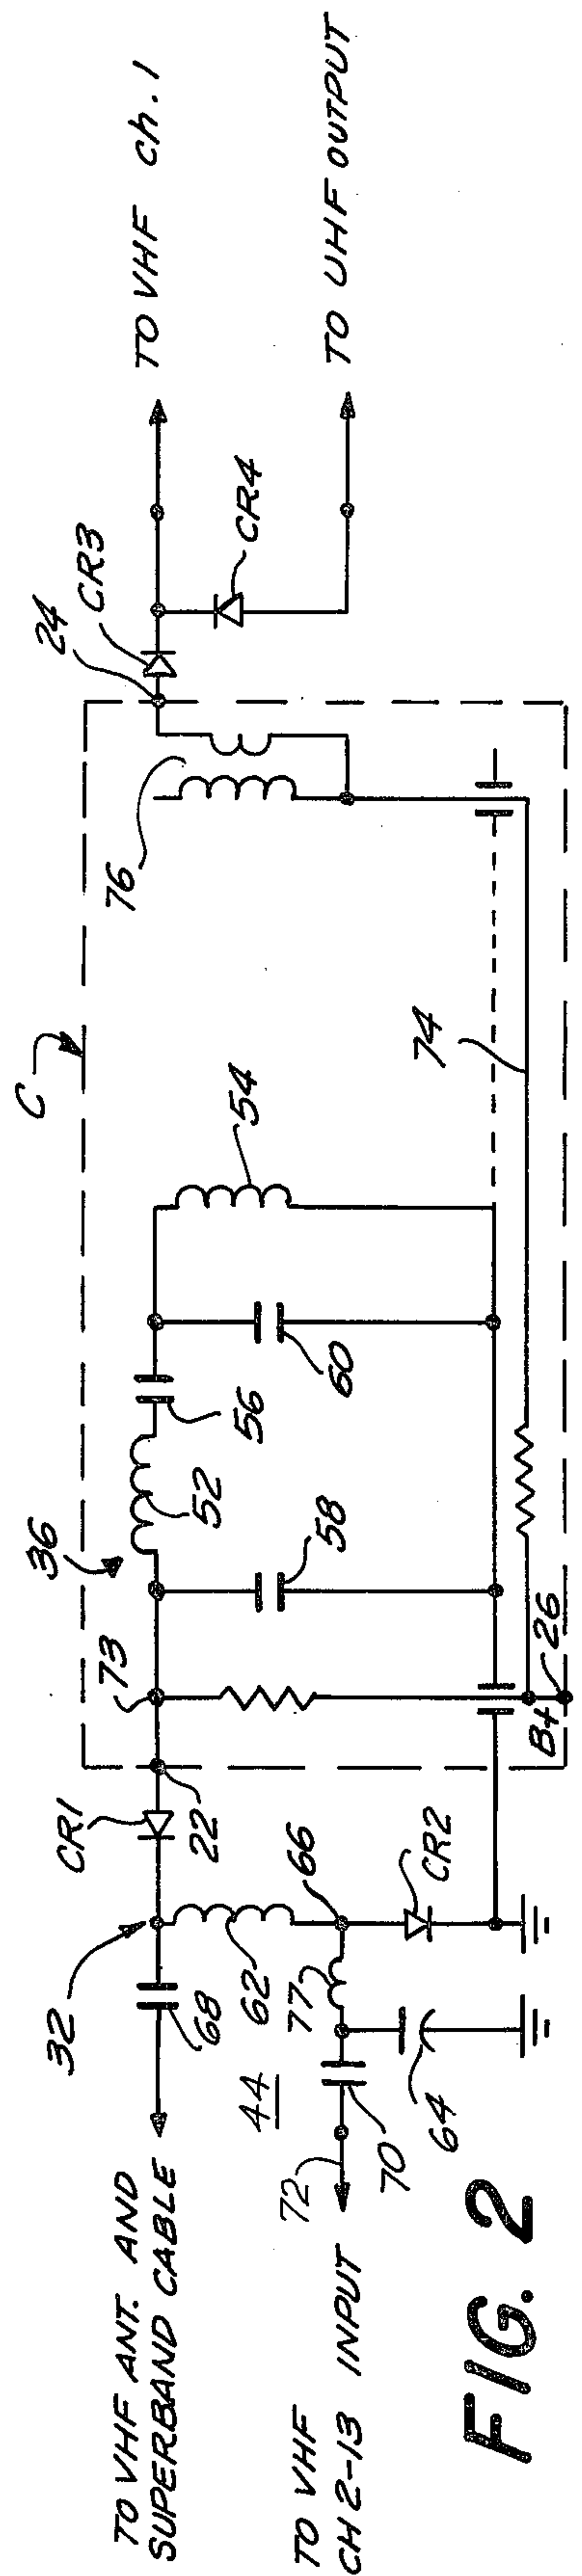 TO VHF ANT. AND
SUPERBAND CABLE
TO VHF
CH 2-13 INPUT
FIG. 2
32
CR1
22
68
62
66
44
72
70
77
64
CR2
73
36
52
56
58
60
54
C
76
74
B+
26
24
CR3
CR4
TO VHF ch. 1
TO UHF OUTPUT